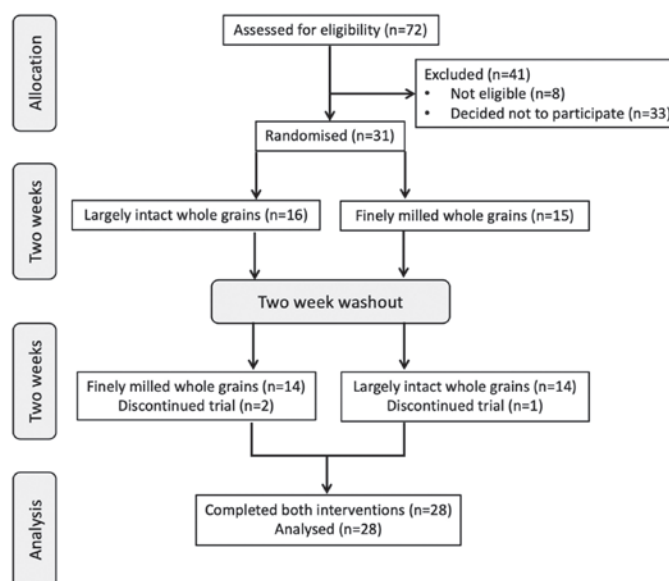 Allocation
Assessed for eligibility (n=72)
Excluded (n=41)
• Not eligible (n=8)
• Decided not to participate (n=33)
Randomised (n=31)
Two weeks
Largely intact whole grains (n=16)
Finely milled whole grains (n=15)
Two week washout
Two weeks
Finely milled whole grains (n=14)
Discontinued trial (n=2)
Largely intact whole grains (n=14)
Discontinued trial (n=1)
Analysis
Completed both interventions (n=28)
Analysed (n=28)